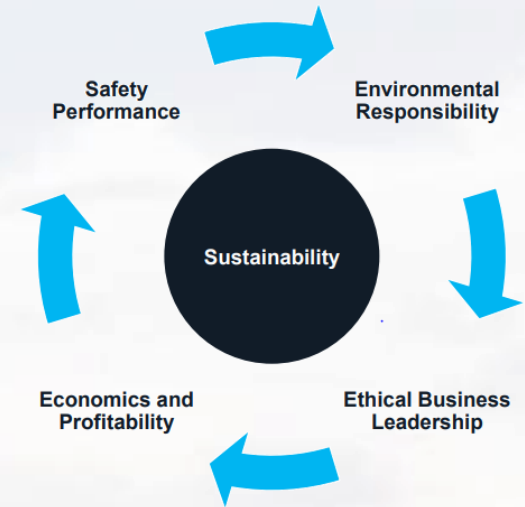 Safety
Performance
Environmental
Responsibility
Sustainability
Economics and
Profitability
Ethical Business
Leadership